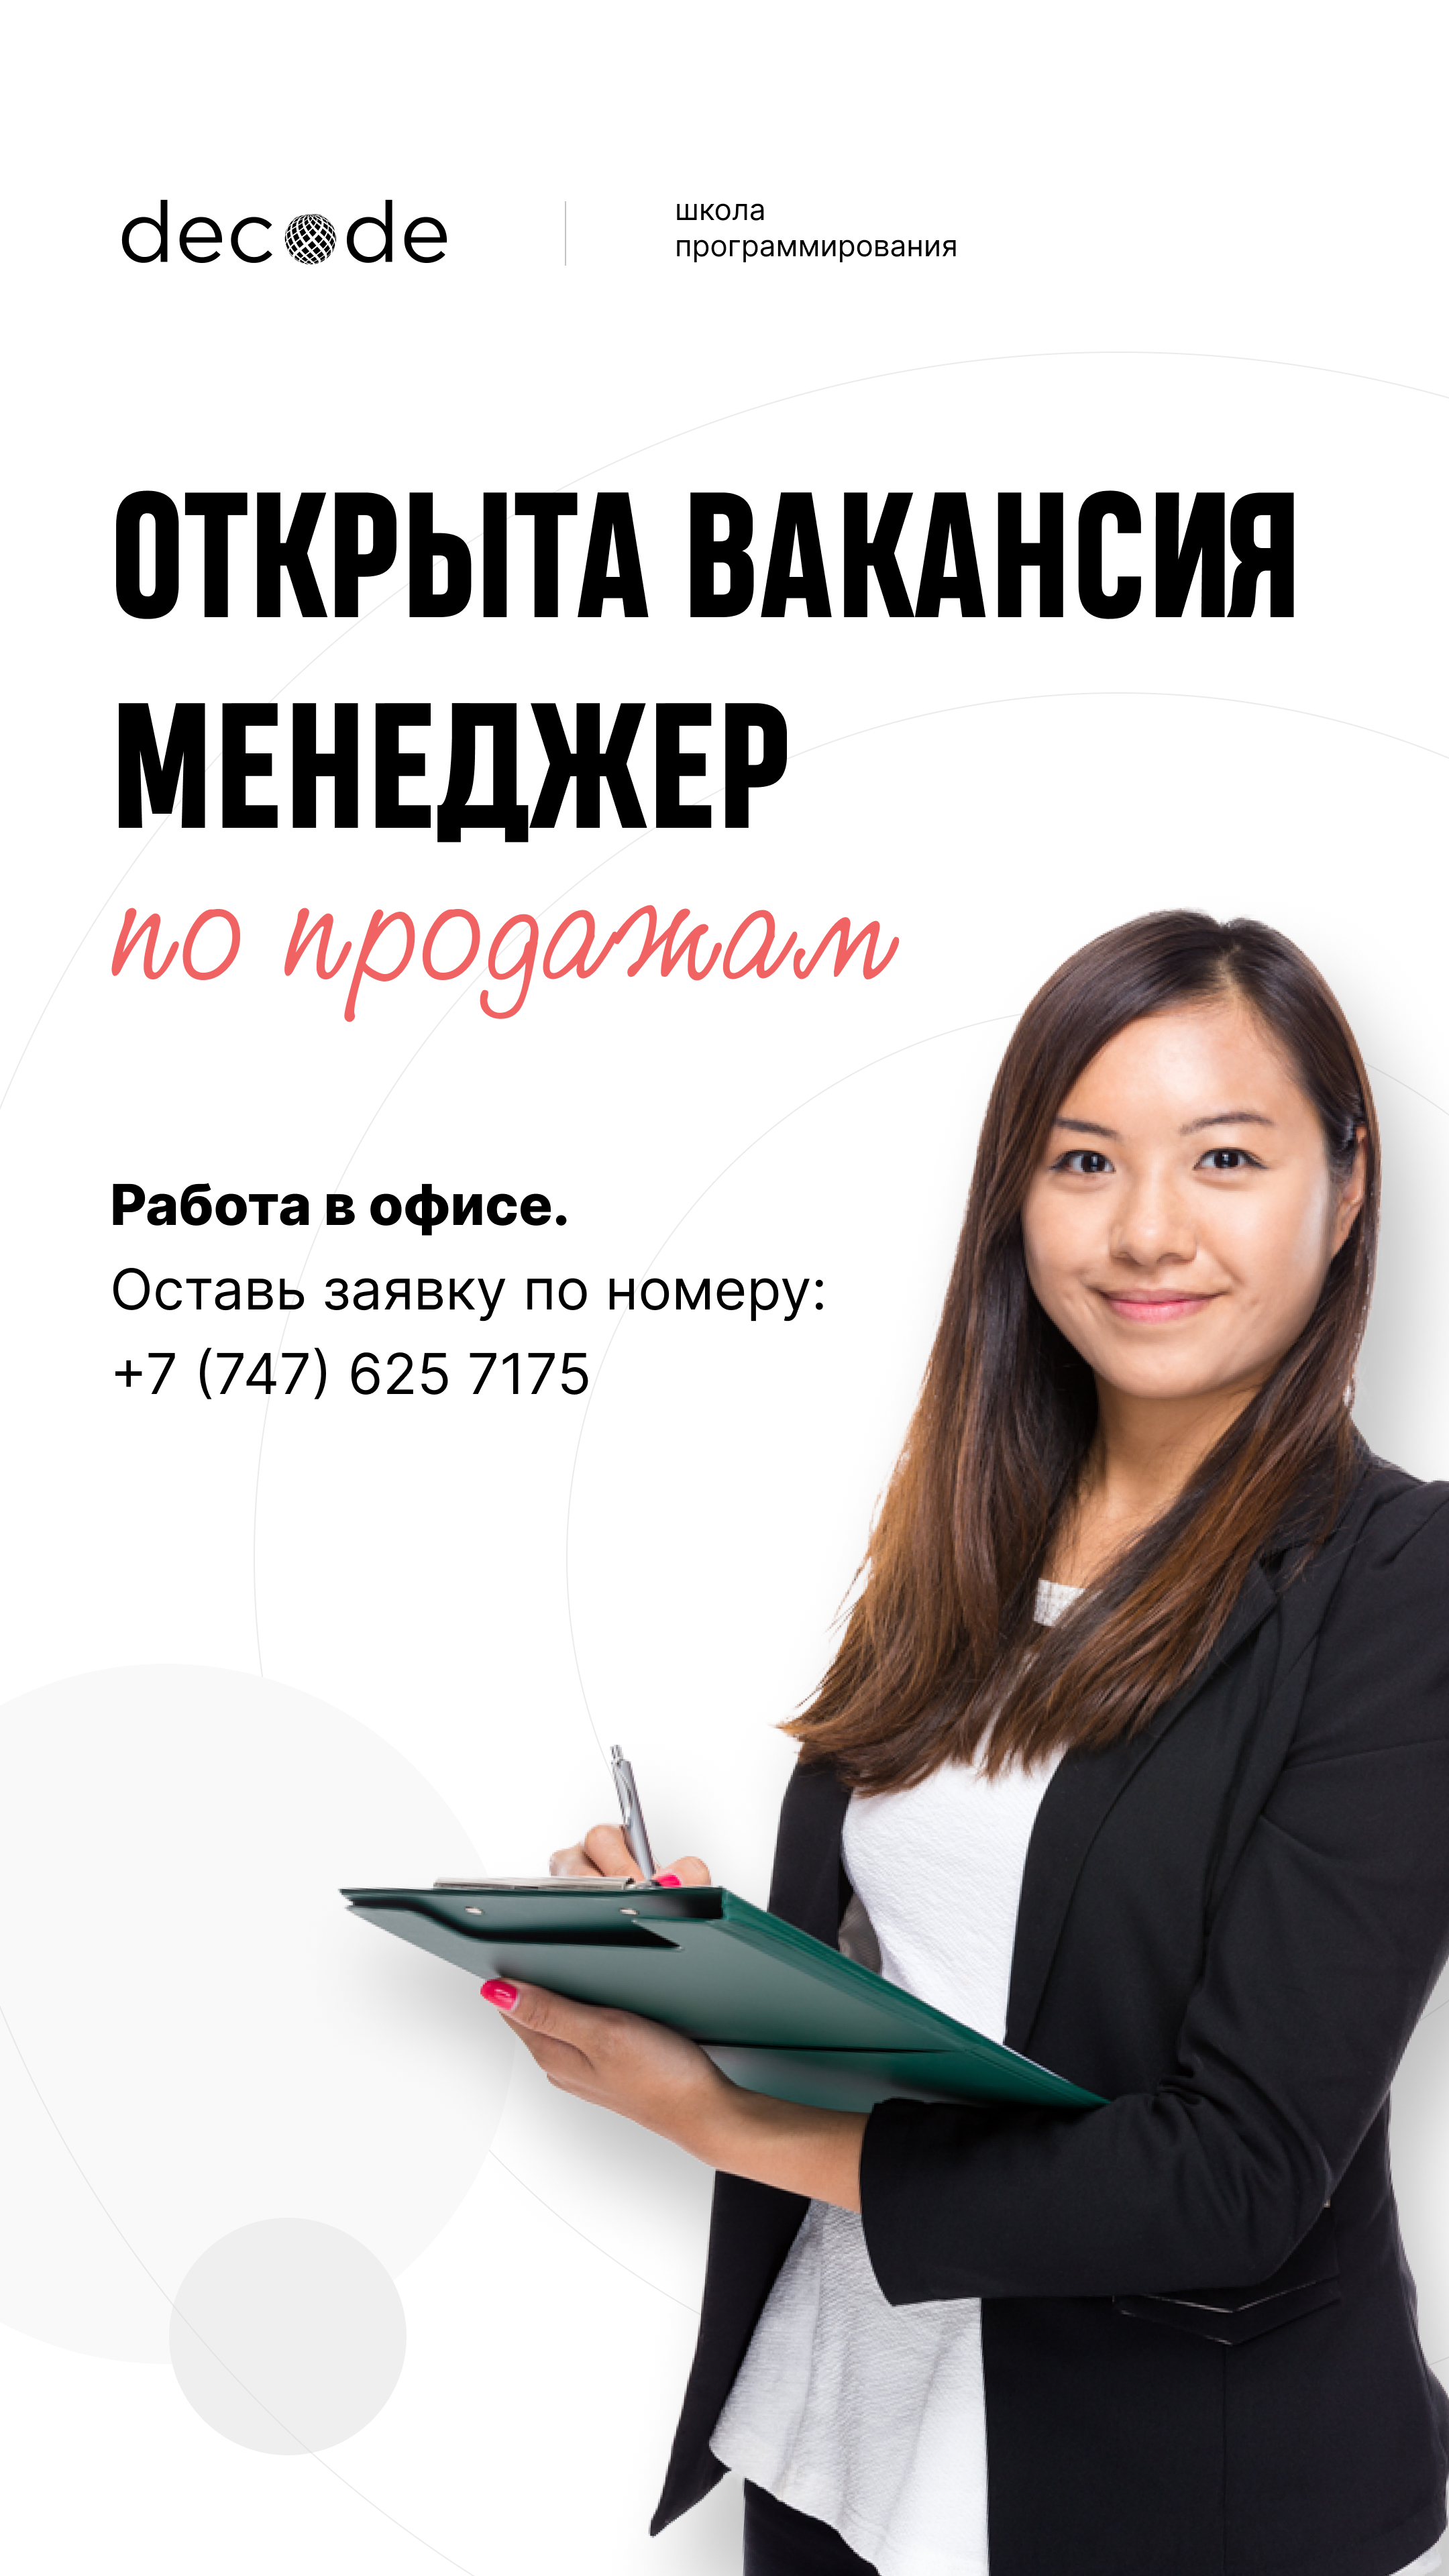 decode
школа
программирования
ОТКРЫТА ВАКАНСИЯ
МЕНЕДЖЕР
по продажам
Работа в офисе.
Оставь заявку по номеру:
+7 (747) 625 7175